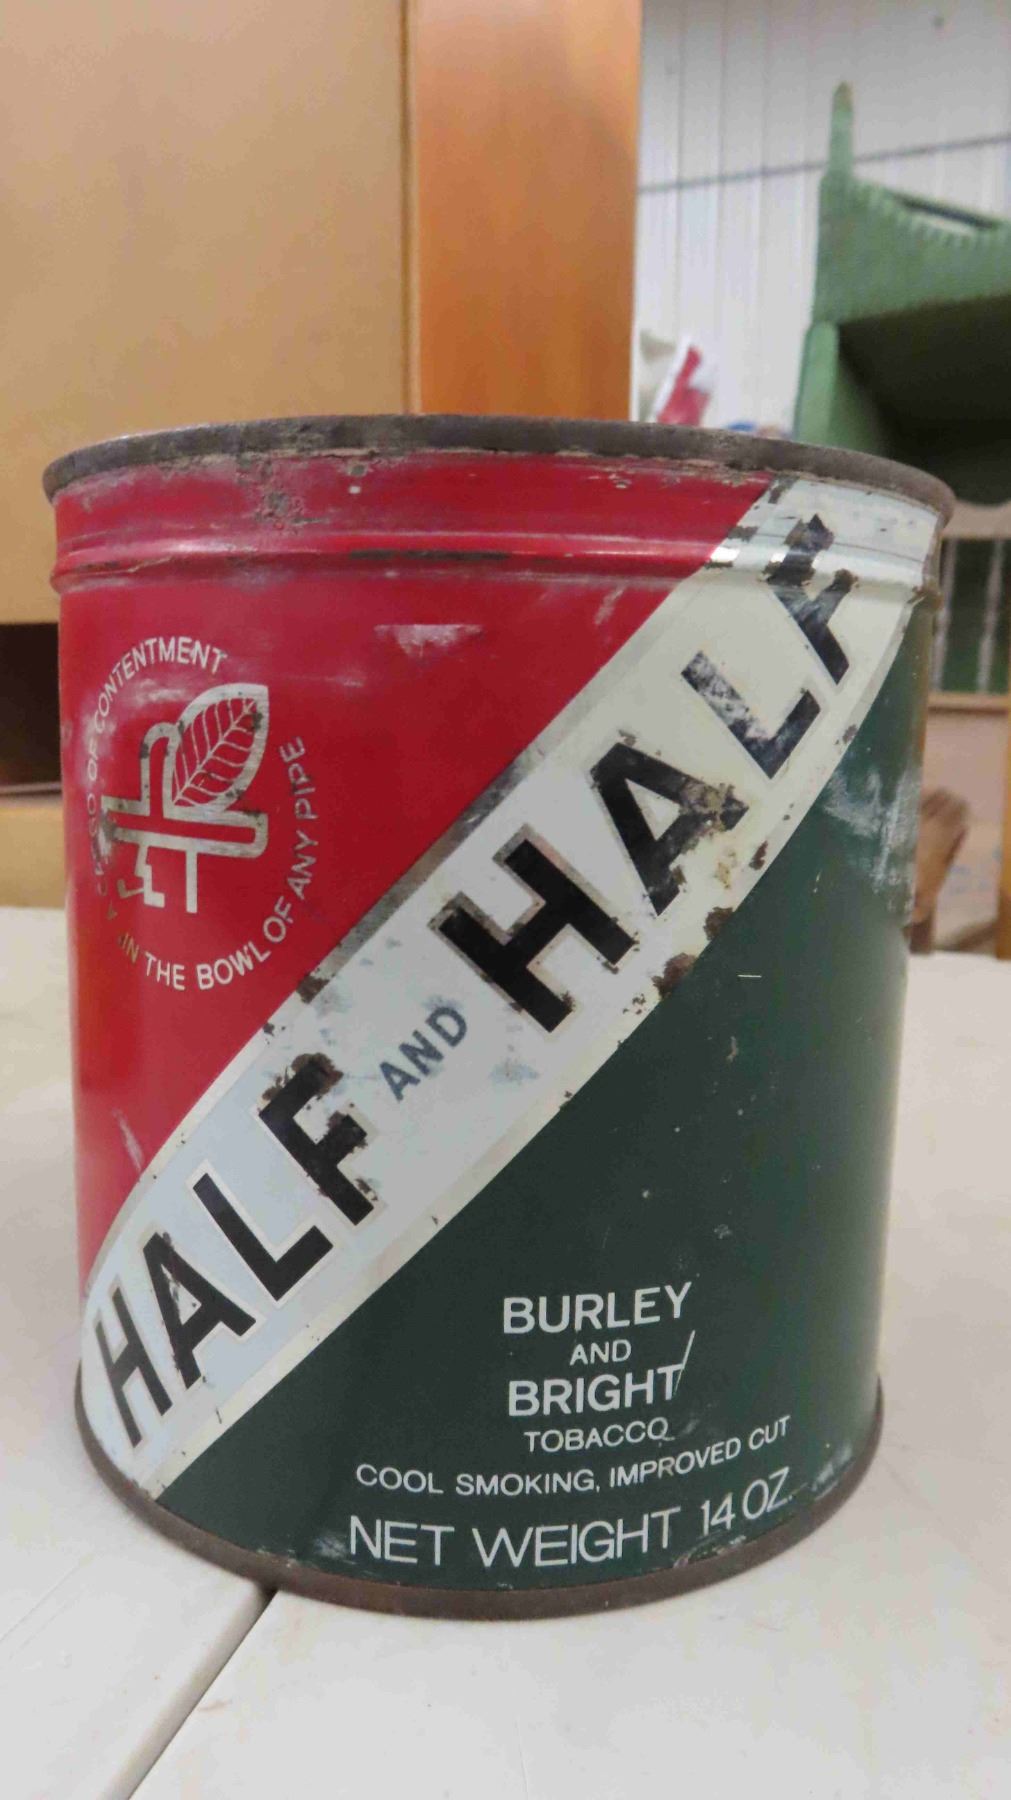 A CARGO OF CONTENTMENT
IN THE BOWL OF ANY PIPE
HALF AND HALF
BURLEY
AND
BRIGHT
TOBACCO
COOL SMOKING, IMPROVED CUT
NET WEIGHT 14 OZ.